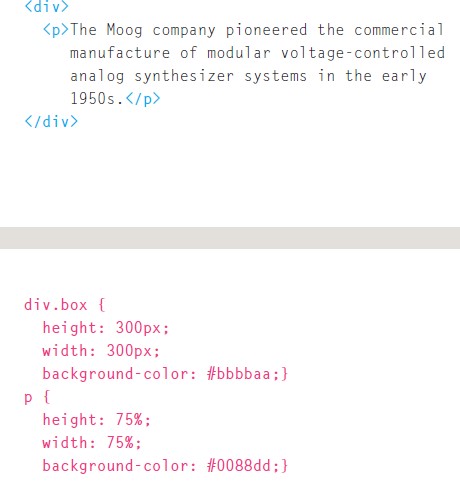 <div>
<p>The Moog company pioneered the commercial
manufacture of modular voltage-controlled
analog synthesizer systems in the early
1950s.</p>
</div>
div.box {
height: 300px;
width: 300px;
background-color: #bbbbaa;}
p {
height: 75%;
width: 75%;
background-color: #0088dd;}